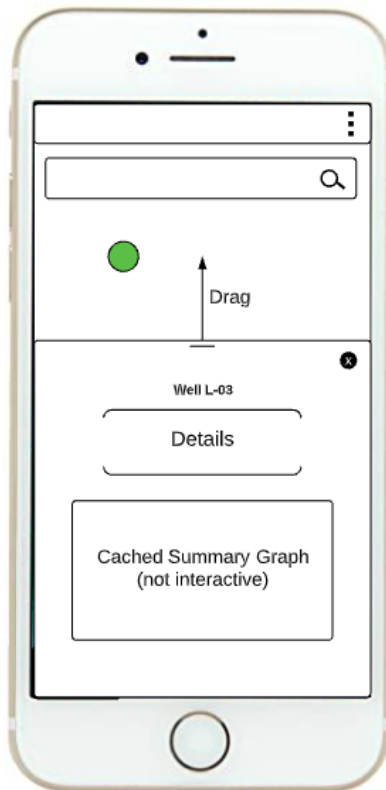 Drag
x
Well L-03
Details
Cached Summary Graph
(not interactive)